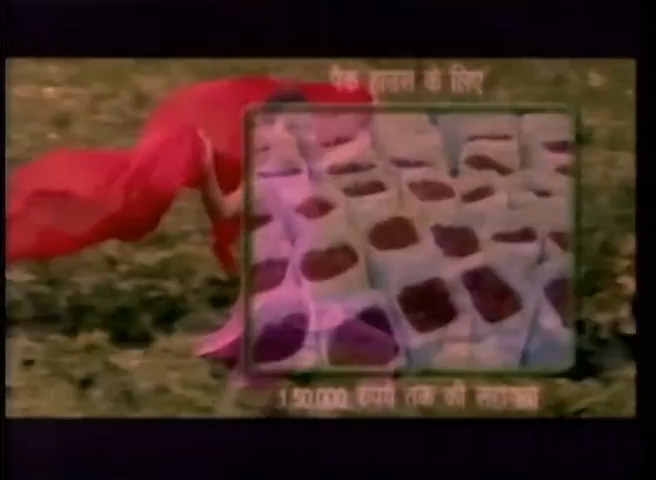 पैक हाउस के लिए
1,50,000 रुपये तक की सहायता